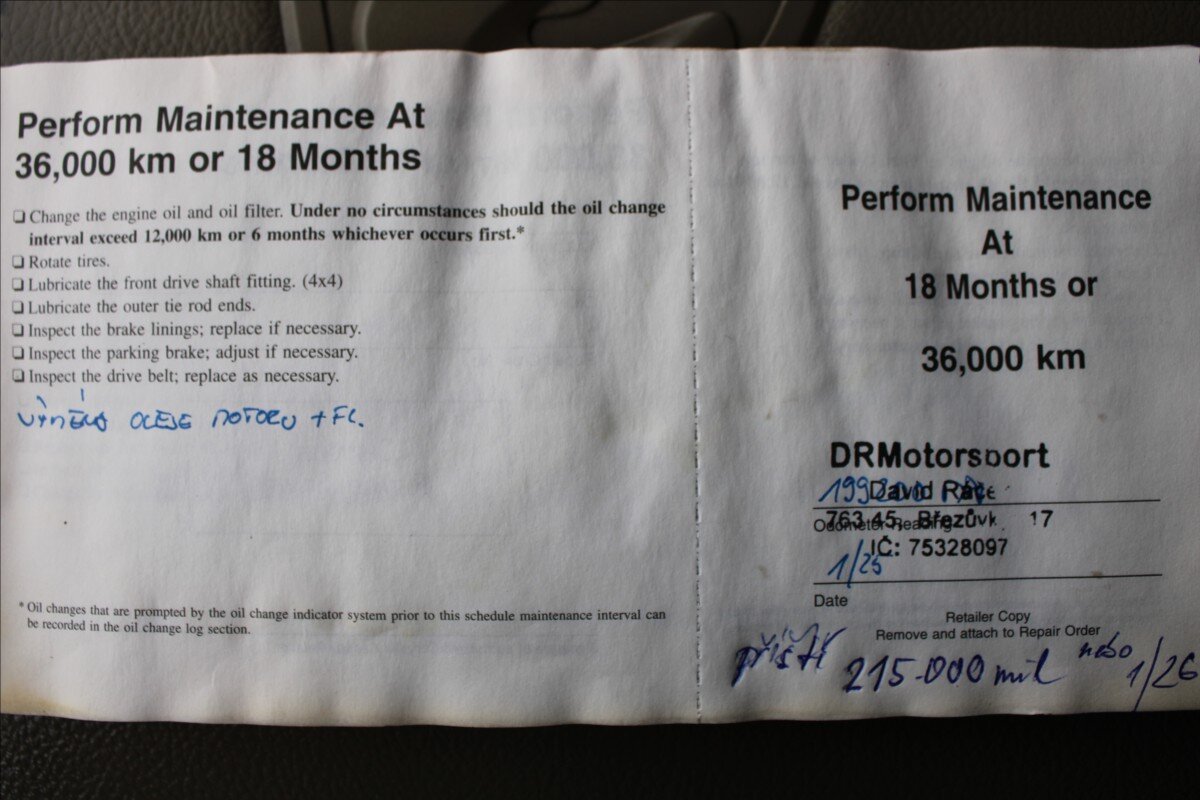 Perform Maintenance At
36,000 km or 18 Months
❏ Change the engine oil and oil filter. Under no circumstances should the oil change
interval exceed 12,000 km or 6 months whichever occurs first.*
❏ Rotate tires.
❏ Lubricate the front drive shaft fitting. (4x4)
❏ Lubricate the outer tie rod ends.
❏ Inspect the brake linings; replace if necessary.
❏ Inspect the parking brake; adjust if necessary.
❏ Inspect the drive belt; replace as necessary.
VÝMĚNA OLEJE MOTORU + FL.
* Oil changes that are prompted by the oil change indicator system prior to this schedule maintenance interval can
be recorded in the oil change log section.
Perform Maintenance
At
18 Months or
36,000 km
DRMotorsport
David
Odometer Reading
763 45, 17
IČ: 75328097
1/25
Date
Retailer Copy
Remove and attach to Repair Order
příští 215.000 mil nebo 1/26